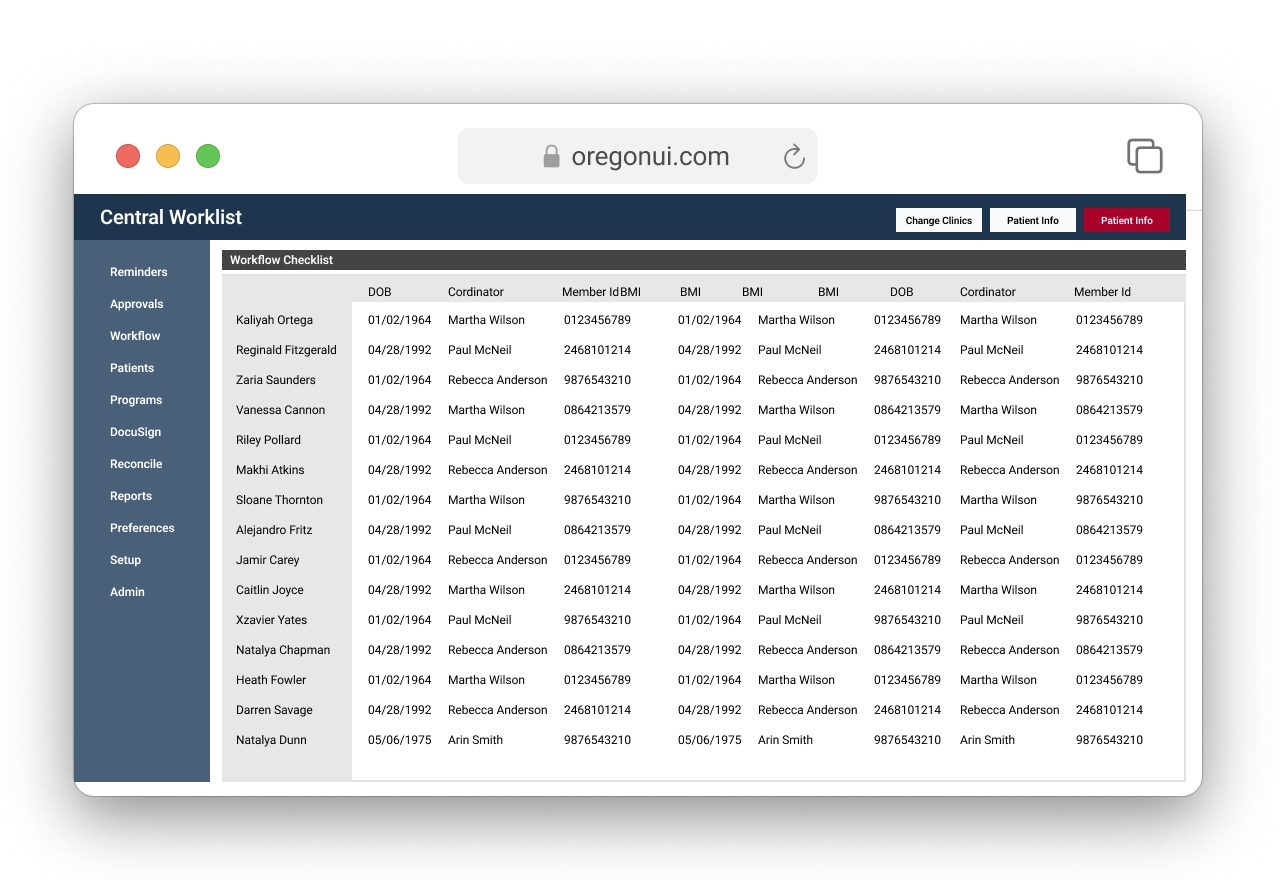 oregonui.com
Central Worklist
Change Clinics Patient Info Patient Info
Workflow Checklist
Reminders
Approvals
Workflow
Patients
Programs
DocuSign
Reconcile
Reports
Preferences
Setup
Admin
DOB Cordinator Member Id BMI BMI BMI BMI DOB Cordinator Member Id
Kaliyah Ortega 01/02/1964 Martha Wilson 0123456789 01/02/1964 Martha Wilson 0123456789 Martha Wilson 0123456789
Reginald Fitzgerald 04/28/1992 Paul McNeil 2468101214 04/28/1992 Paul McNeil 2468101214 Paul McNeil 2468101214
Zaria Saunders 01/02/1964 Rebecca Anderson 9876543210 01/02/1964 Rebecca Anderson 9876543210 Rebecca Anderson 9876543210
Vanessa Cannon 04/28/1992 Martha Wilson 0864213579 04/28/1992 Martha Wilson 0864213579 Martha Wilson 0864213579
Riley Pollard 01/02/1964 Paul McNeil 0123456789 01/02/1964 Paul McNeil 0123456789 Paul McNeil 0123456789
Makhi Atkins 04/28/1992 Rebecca Anderson 2468101214 04/28/1992 Rebecca Anderson 2468101214 Rebecca Anderson 2468101214
Sloane Thornton 01/02/1964 Martha Wilson 9876543210 01/02/1964 Martha Wilson 9876543210 Martha Wilson 9876543210
Alejandro Fritz 04/28/1992 Paul McNeil 0864213579 04/28/1992 Paul McNeil 0864213579 Paul McNeil 0864213579
Jamir Carey 01/02/1964 Rebecca Anderson 0123456789 01/02/1964 Rebecca Anderson 0123456789 Rebecca Anderson 0123456789
Caitlin Joyce 04/28/1992 Martha Wilson 2468101214 04/28/1992 Martha Wilson 2468101214 Martha Wilson 2468101214
Xzavier Yates 01/02/1964 Paul McNeil 9876543210 01/02/1964 Paul McNeil 9876543210 Paul McNeil 9876543210
Natalya Chapman 04/28/1992 Rebecca Anderson 0864213579 04/28/1992 Rebecca Anderson 0864213579 Rebecca Anderson 0864213579
Heath Fowler 01/02/1964 Martha Wilson 0123456789 01/02/1964 Martha Wilson 0123456789 Martha Wilson 0123456789
Darren Savage 04/28/1992 Rebecca Anderson 2468101214 04/28/1992 Rebecca Anderson 2468101214 Rebecca Anderson 2468101214
Natalya Dunn 05/06/1975 Arin Smith 9876543210 05/06/1975 Arin Smith 9876543210 Arin Smith 9876543210